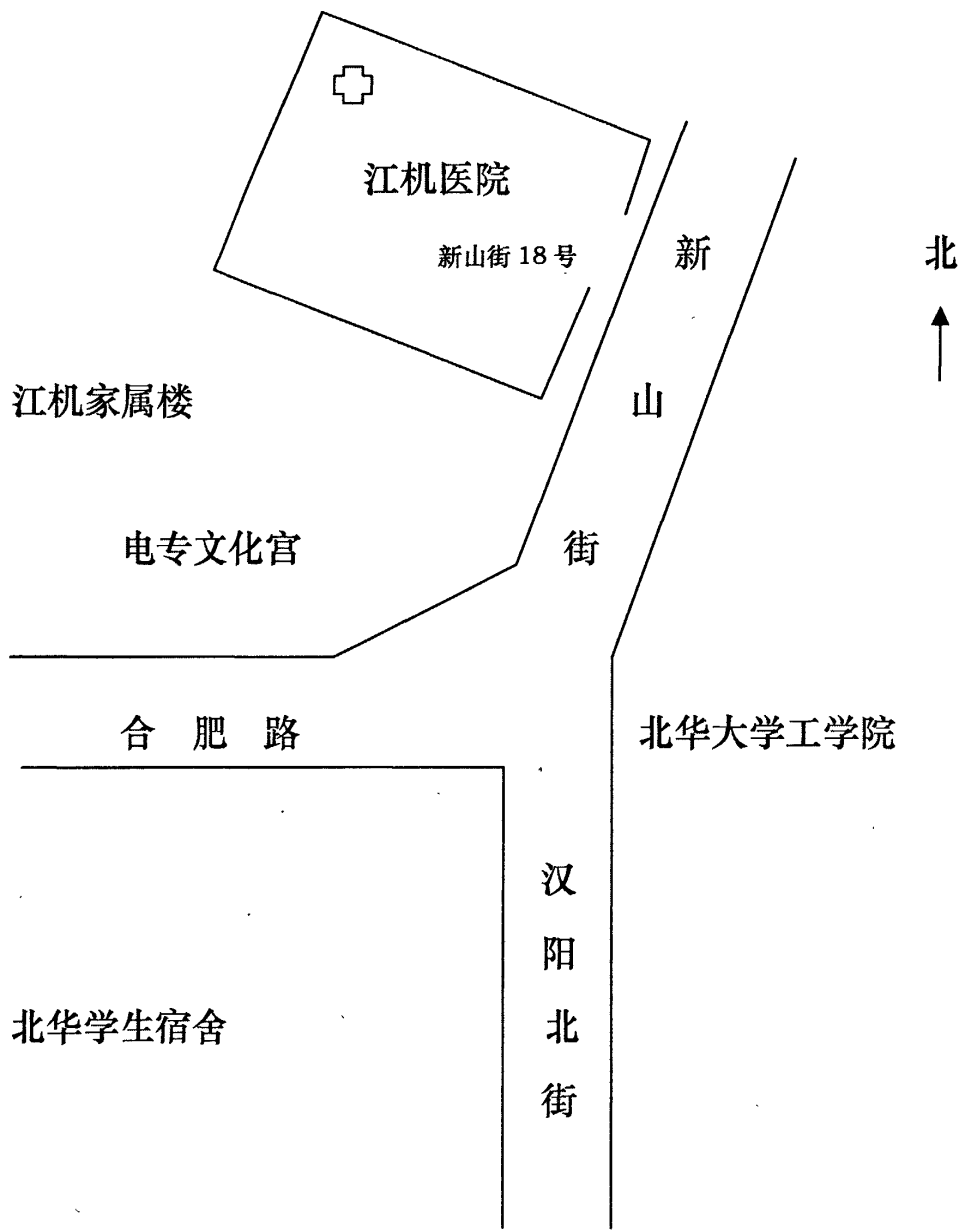 江机医院
新山街 18 号
新山街
北
江机家属楼
电专文化宫
合肥路
北华大学工学院
汉阳北街
北华学生宿舍